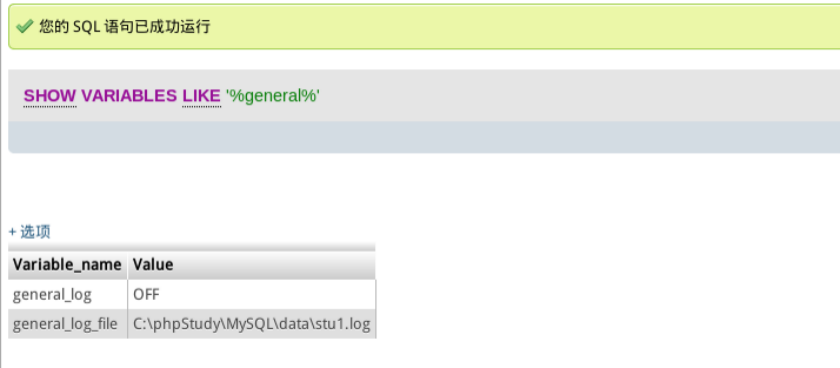 您的 SQL 语句已成功运行
SHOW VARIABLES LIKE '%general%'
+ 选项
Variable_name Value
general_log OFF
general_log_file C:\phpStudy\MySQL\data\stu1.log